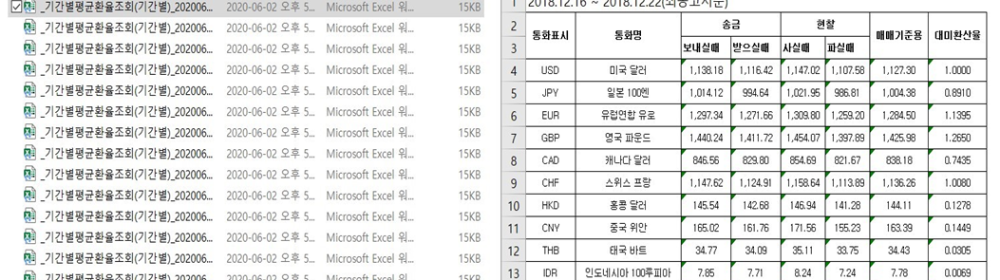 _기간별평균환율조회(기간별)_202006... 2020-06-02 오후 5... Microsoft Excel 워... 15KB
_기간별평균환율조회(기간별)_202006... 2020-06-02 오후 5... Microsoft Excel 워... 15KB
_기간별평균환율조회(기간별)_202006... 2020-06-02 오후 5... Microsoft Excel 워... 15KB
_기간별평균환율조회(기간별)_202006... 2020-06-02 오후 5... Microsoft Excel 워... 15KB
_기간별평균환율조회(기간별)_202006... 2020-06-02 오후 5... Microsoft Excel 워... 15KB
_기간별평균환율조회(기간별)_202006... 2020-06-02 오후 5... Microsoft Excel 워... 15KB
_기간별평균환율조회(기간별)_202006... 2020-06-02 오후 5... Microsoft Excel 워... 15KB
_기간별평균환율조회(기간별)_202006... 2020-06-02 오후 5... Microsoft Excel 워... 15KB
_기간별평균환율조회(기간별)_202006... 2020-06-02 오후 5... Microsoft Excel 워... 15KB
_기간별평균환율조회(기간별)_202006... 2020-06-02 오후 5... Microsoft Excel 워... 15KB
_기간별평균환율조회(기간별)_202006... 2020-06-02 오후 5... Microsoft Excel 워... 15KB
_기간별평균환율조회(기간별)_202006... 2020-06-02 오후 5... Microsoft Excel 워... 15KB
_기간별평균환율조회(기간별)_202006... 2020-06-02 오후 5... Microsoft Excel 워... 15KB
_기간별평균환율조회(기간별)_202006... 2020-06-02 오후 5... Microsoft Excel 워... 15KB
1 2018.12.16 ~ 2018.12.22(최종고시분)
2 통화표시 통화명 송금 현찰 매매기준율 대미환산율
3 보내실때 받으실때 사실때 파실때
4 USD 미국 달러 1,138.18 1,116.42 1,147.02 1,107.58 1,127.30 1.0000
5 JPY 일본 100엔 1,014.12 994.64 1,021.95 986.81 1,004.38 0.8910
6 EUR 유럽연합 유로 1,297.34 1,271.66 1,309.80 1,259.20 1,284.50 1.1395
7 GBP 영국 파운드 1,440.24 1,411.72 1,454.07 1,397.89 1,425.98 1.2650
8 CAD 캐나다 달러 846.56 829.80 854.69 821.67 838.18 0.7435
9 CHF 스위스 프랑 1,147.62 1,124.91 1,158.64 1,113.89 1,136.26 1.0080
10 HKD 홍콩 달러 145.54 142.68 146.94 141.28 144.11 0.1278
11 CNY 중국 위안 165.02 161.76 171.56 155.23 163.39 0.1449
12 THB 태국 바트 34.77 34.09 35.11 33.75 34.43 0.0305
13 IDR 인도네시아 100루피아 7.85 7.71 8.24 7.24 7.78 0.0069